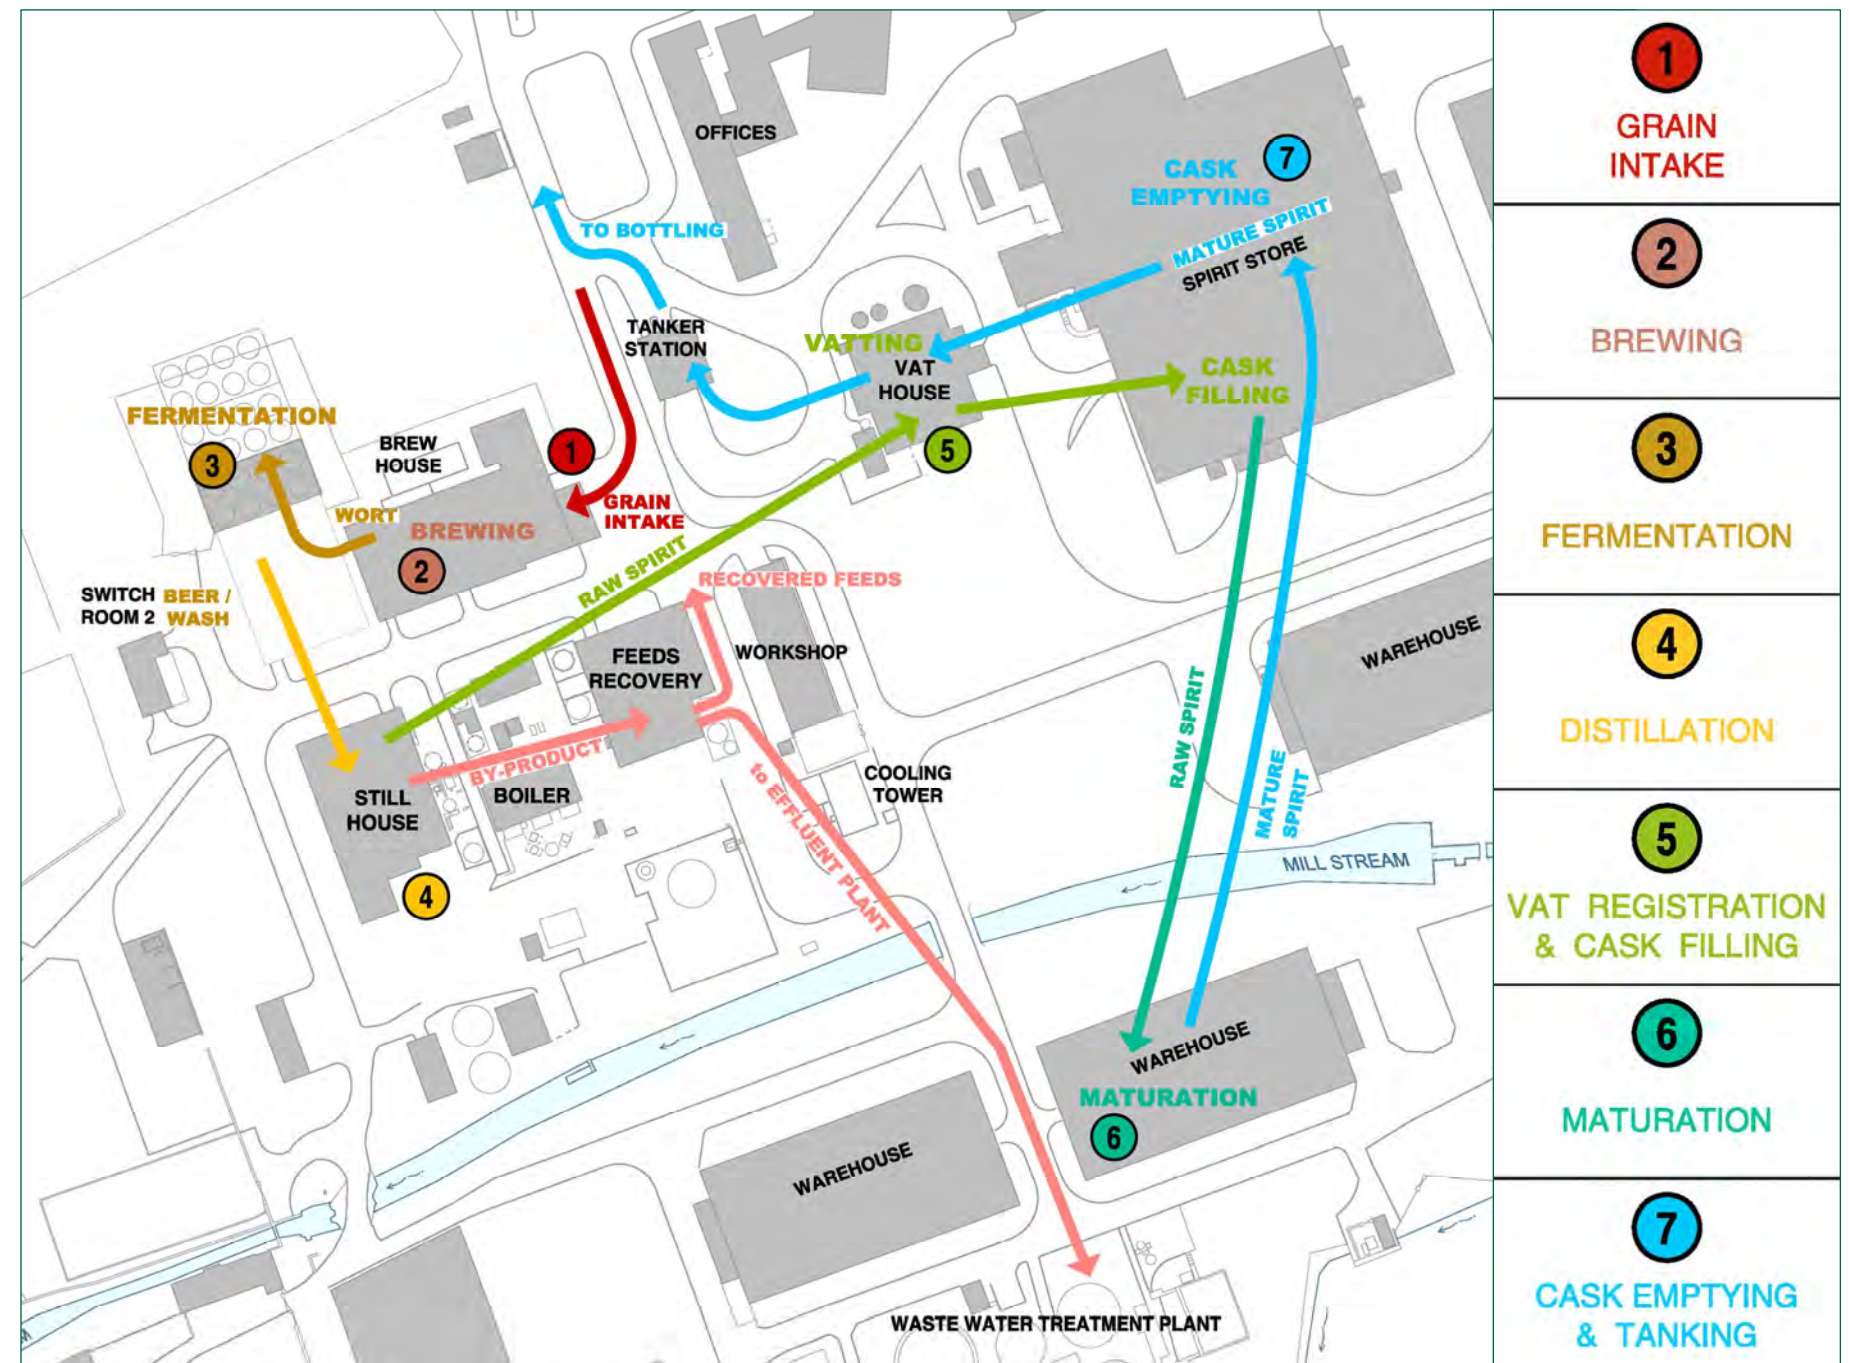 OFFICES
CASK
EMPTYING
7
MATURE SPIRIT
SPIRIT STORE
TO BOTTLING
TANKER
STATION
VATTING
VAT
HOUSE
CASK
FILLING
5
FERMENTATION
3
BREW
HOUSE
1
GRAIN
INTAKE
WORT
BREWING
2
RAW SPIRIT
RECOVERED FEEDS
SWITCH
ROOM 2
BEER /
WASH
FEEDS
RECOVERY
WORKSHOP
WAREHOUSE
BY-PRODUCT
BOILER
STILL
HOUSE
4
to EFFLUENT PLANT
COOLING
TOWER
RAW SPIRIT
MATURE
SPIRIT
MILL STREAM
WAREHOUSE
MATURATION
6
WAREHOUSE
WASTE WATER TREATMENT PLANT
1
GRAIN
INTAKE
2
BREWING
3
FERMENTATION
4
DISTILLATION
5
VAT REGISTRATION
& CASK FILLING
6
MATURATION
7
CASK EMPTYING
& TANKING